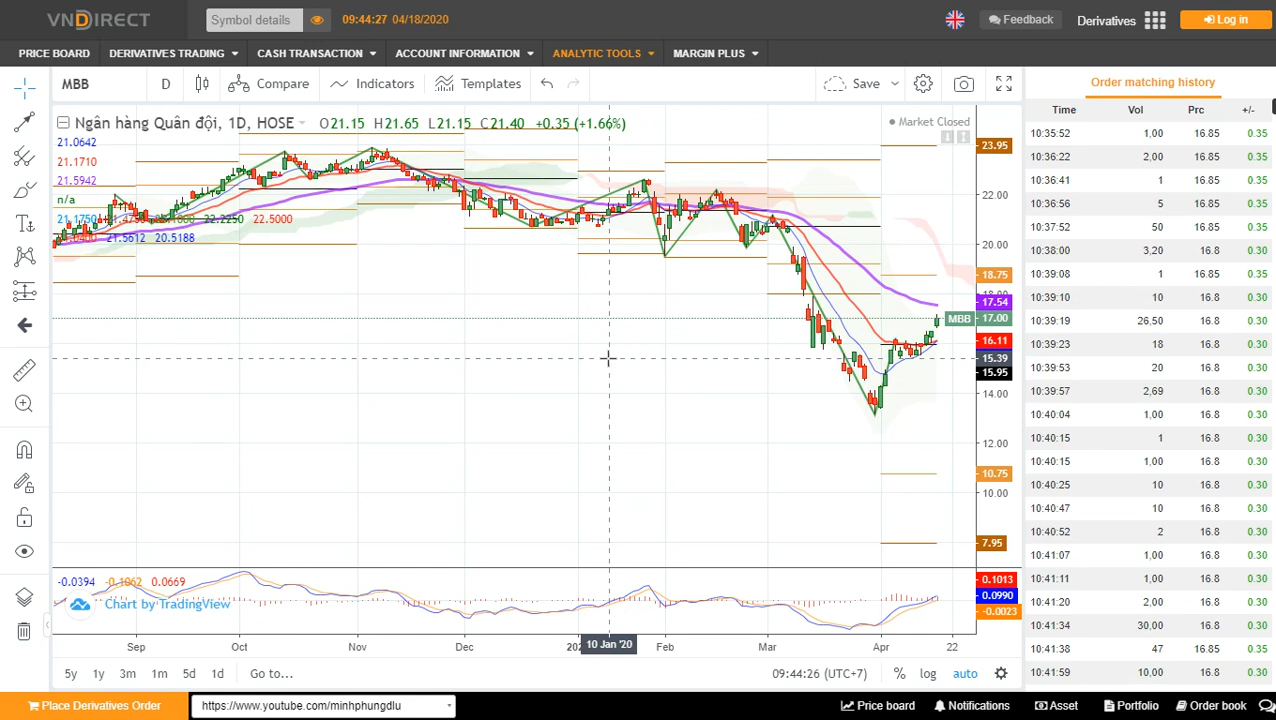 VNDIRECT
Symbol details
09:44:27 04/18/2020
Feedback
Derivatives
Log in
PRICE BOARD
DERIVATIVES TRADING
CASH TRANSACTION
ACCOUNT INFORMATION
ANALYTIC TOOLS
MARGIN PLUS
MBB
D
Compare
Indicators
Templates
Save
Order matching history
Ngân hàng Quân đội, 1D, HOSE O21.15 H21.65 L21.15 C21.40 +0.35 (+1.66%)
Market Closed
21.0642
21.1710
21.5942
n/a
22.2250 22.5000
21.5612 20.5188
23.95
22.00
20.00
18.75
17.54
MBB 17.00
16.11
15.39
15.95
14.00
12.00
10.75
10.00
7.95
-0.0394 -0.1062 0.0669
Chart by TradingView
0.1013
0.0990
-0.0023
Sep Oct Nov Dec 10 Jan '20 Feb Mar Apr 22
5y 1y 3m 1m 5d 1d Go to...
09:44:26 (UTC+7) % log auto
Time Vol Prc +/-
10:35:52 1,00 16.85 0.35
10:36:22 2,00 16.85 0.35
10:36:41 1 16.85 0.35
10:36:56 5 16.85 0.35
10:37:52 50 16.85 0.35
10:38:00 3,20 16.8 0.30
10:39:08 1 16.85 0.35
10:39:10 10 16.8 0.30
10:39:19 26,50 16.8 0.30
10:39:23 18 16.8 0.30
10:39:53 20 16.8 0.30
10:39:57 2,69 16.8 0.30
10:40:04 1,00 16.8 0.30
10:40:15 1 16.8 0.30
10:40:15 1,00 16.8 0.30
10:40:25 10 16.8 0.30
10:40:47 10 16.8 0.30
10:40:52 2 16.8 0.30
10:41:07 1,00 16.8 0.30
10:41:11 1,00 16.8 0.30
10:41:20 2,00 16.8 0.30
10:41:34 30,00 16.8 0.30
10:41:38 47 16.85 0.35
10:41:59 10,00 16.8 0.30
Place Derivatives Order
https://www.youtube.com/minhphungdlu
Price board
Notifications
Asset
Portfolio
Order book